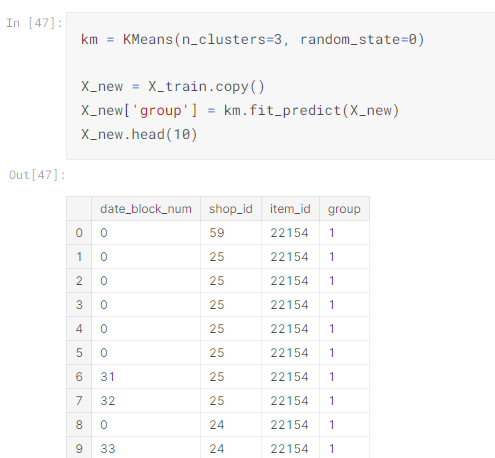 In [47]:
km = KMeans(n_clusters=3, random_state=0)
X_new = X_train.copy()
X_new['group'] = km.fit_predict(X_new)
X_new.head(10)
Out[47]:
date_block_num shop_id item_id group
0 0 59 22154 1
1 0 25 22154 1
2 0 25 22154 1
3 0 25 22154 1
4 0 25 22154 1
5 0 25 22154 1
6 31 25 22154 1
7 32 25 22154 1
8 0 24 22154 1
9 33 24 22154 1